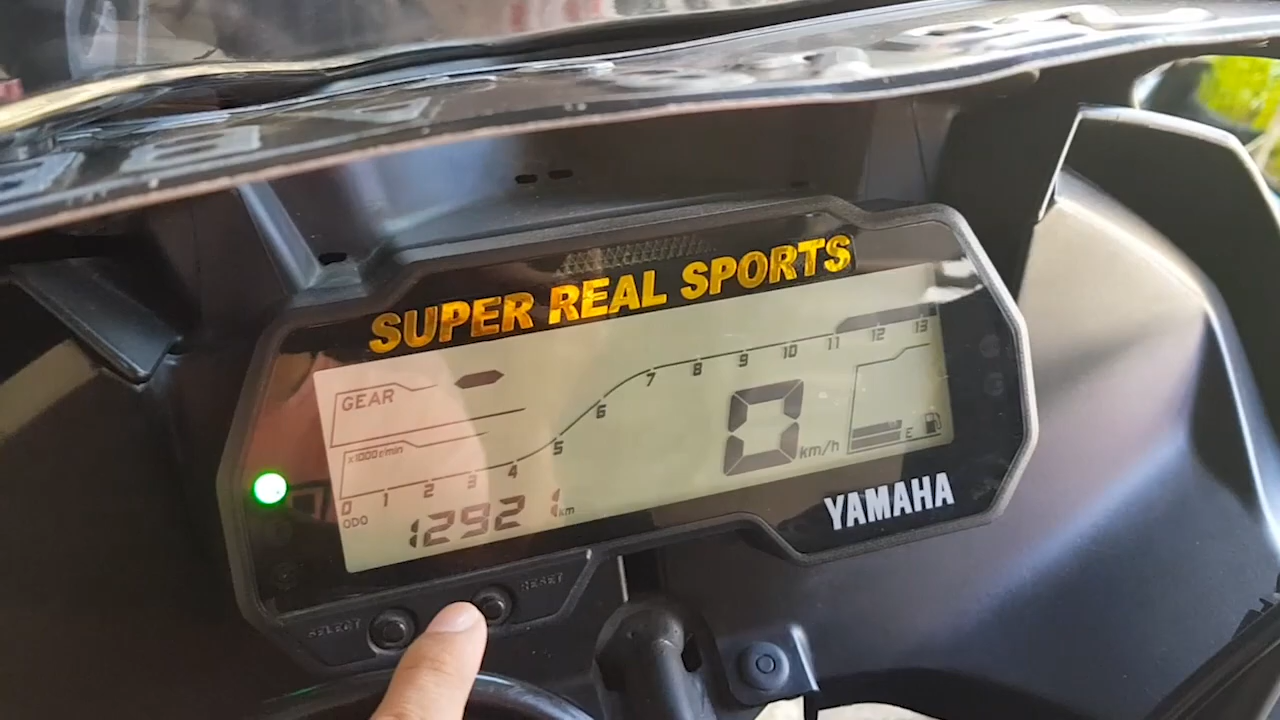 SUPER REAL SPORTS
GEAR
x1000r/min
0 1 2 3 4 5 6 7 8 9 10 11 12 13
0 km/h
E
ODO
12921 km
YAMAHA
SELECT
RESET